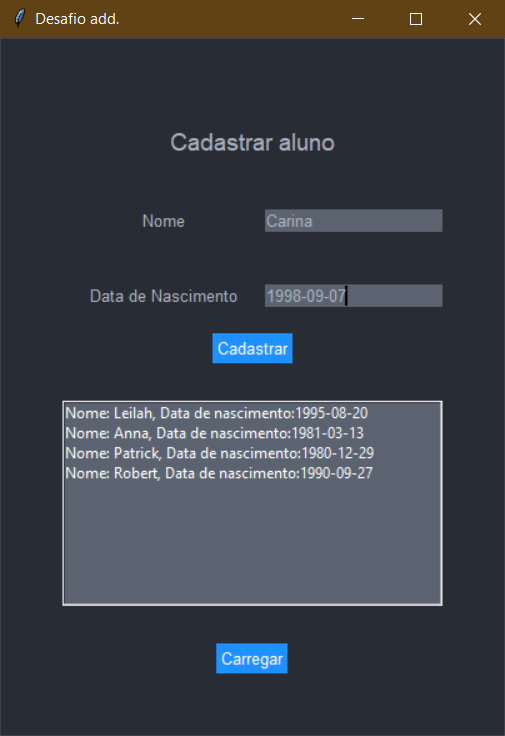 Desafio add.
Cadastrar aluno
Nome Carina
Data de Nascimento 1998-09-07
Cadastrar
Nome: Leilah, Data de nascimento:1995-08-20
Nome: Anna, Data de nascimento:1981-03-13
Nome: Patrick, Data de nascimento:1980-12-29
Nome: Robert, Data de nascimento:1990-09-27
Carregar